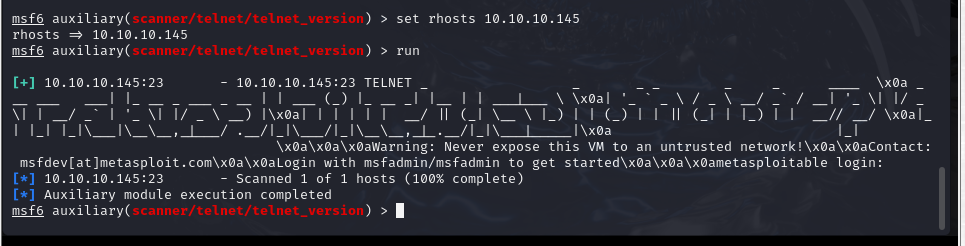 msf6 auxiliary(scanner/telnet/telnet_version) > set rhosts 10.10.10.145
rhosts ⇒ 10.10.10.145
msf6 auxiliary(scanner/telnet/telnet_version) > run
[+] 10.10.10.145:23       - 10.10.10.145:23 TELNET _                  _       _ _        _     _      ____  \x0a _
__ ___   ___| |_ __ _ ___ _ __ | | ___ (_) |_ __ _| |__ | | ___|___ \ \x0a| '_ ` _ \ / _ \ __/ _` / __| '_ \| |/ _
\| | __/ _` | '_ \| |/ _ \ __) |\x0a| | | | | |  __/ || (_| \__ \ |_) | | (_) | | || (_| | |_) | |  __// __/ \x0a|_
| |_| |_|\___|\__\__,_|___/ .__/|_|\___/|_|\__\__,_|_.__/|_|\___|_____|\x0a                            |_|
\x0a\x0a\x0aWarning: Never expose this VM to an untrusted network!\x0a\x0aContact:
msfdev[at]metasploit.com\x0a\x0aLogin with msfadmin/msfadmin to get started\x0a\x0a\x0ametasploitable login:
[*] 10.10.10.145:23       - Scanned 1 of 1 hosts (100% complete)
[*] Auxiliary module execution completed
msf6 auxiliary(scanner/telnet/telnet_version) >